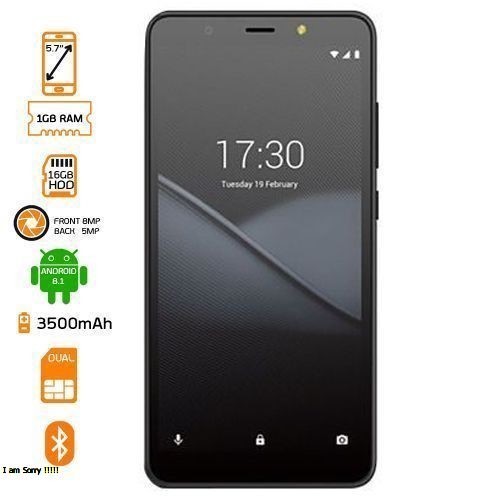 5.7"
1GB RAM
16GB
HDD
FRONT 8MP
BACK 5MP
ANDROID
8.1
3500mAh
DUAL
I am Sorry !!!!!
17:30
Tuesday 19 February